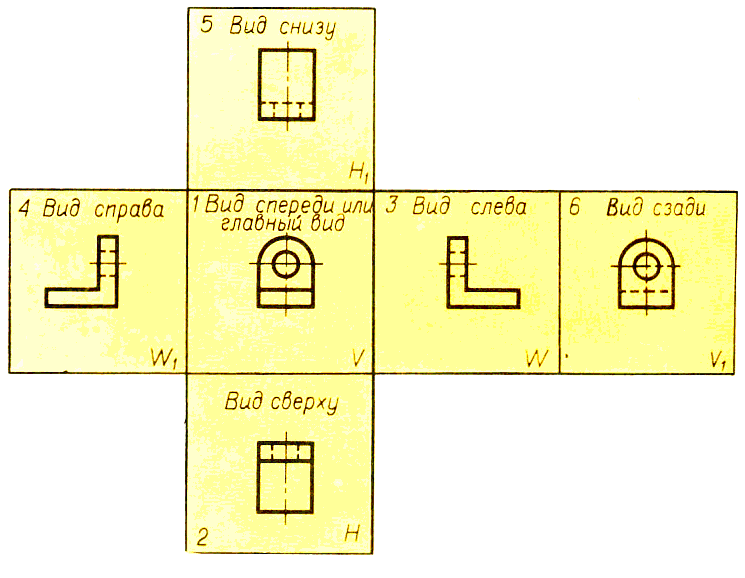 5 Вид снизу
H₁
4 Вид справа
W₁
1 Вид спереди или
главный вид
V
3 Вид слева
W
6 Вид сзади
V₁
Вид сверху
2
H